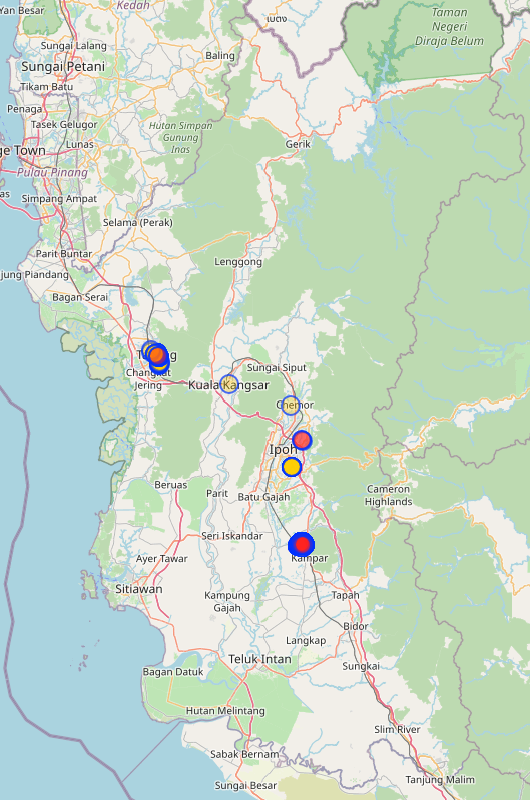 Yan Besar
Kedah
נסטח
Taman
Negeri
Diraja Belum
Sungai Lalang
Baling
Sungai Petani
Tikam Batu
Penaga
Tasek Gelugor
Hutan Simpan
Gunung
Inas
Lunas
Gerik
ge Town
Pulau Pinang
as
Simpang Ampat
Selama (Perak)
Parit Buntar
Lenggong
jung Piandang
Bagan Serai
Changkat
Jering
Sungai Siput
Kuala Kangsar
Chemor
Ipoh
Beruas
Parit
Batu Gajah
Cameron
Highlands
Seri Iskandar
Ayer Tawar
Kampar
Sitiawan
Kampung
Gajah
Tapah
Bidor
Langkap
Teluk Intan
Sungkai
Bagan Datuk
Hutan Melintang
Slim River
Sabak Bernam
Tanjung Malim
Sungai Besar